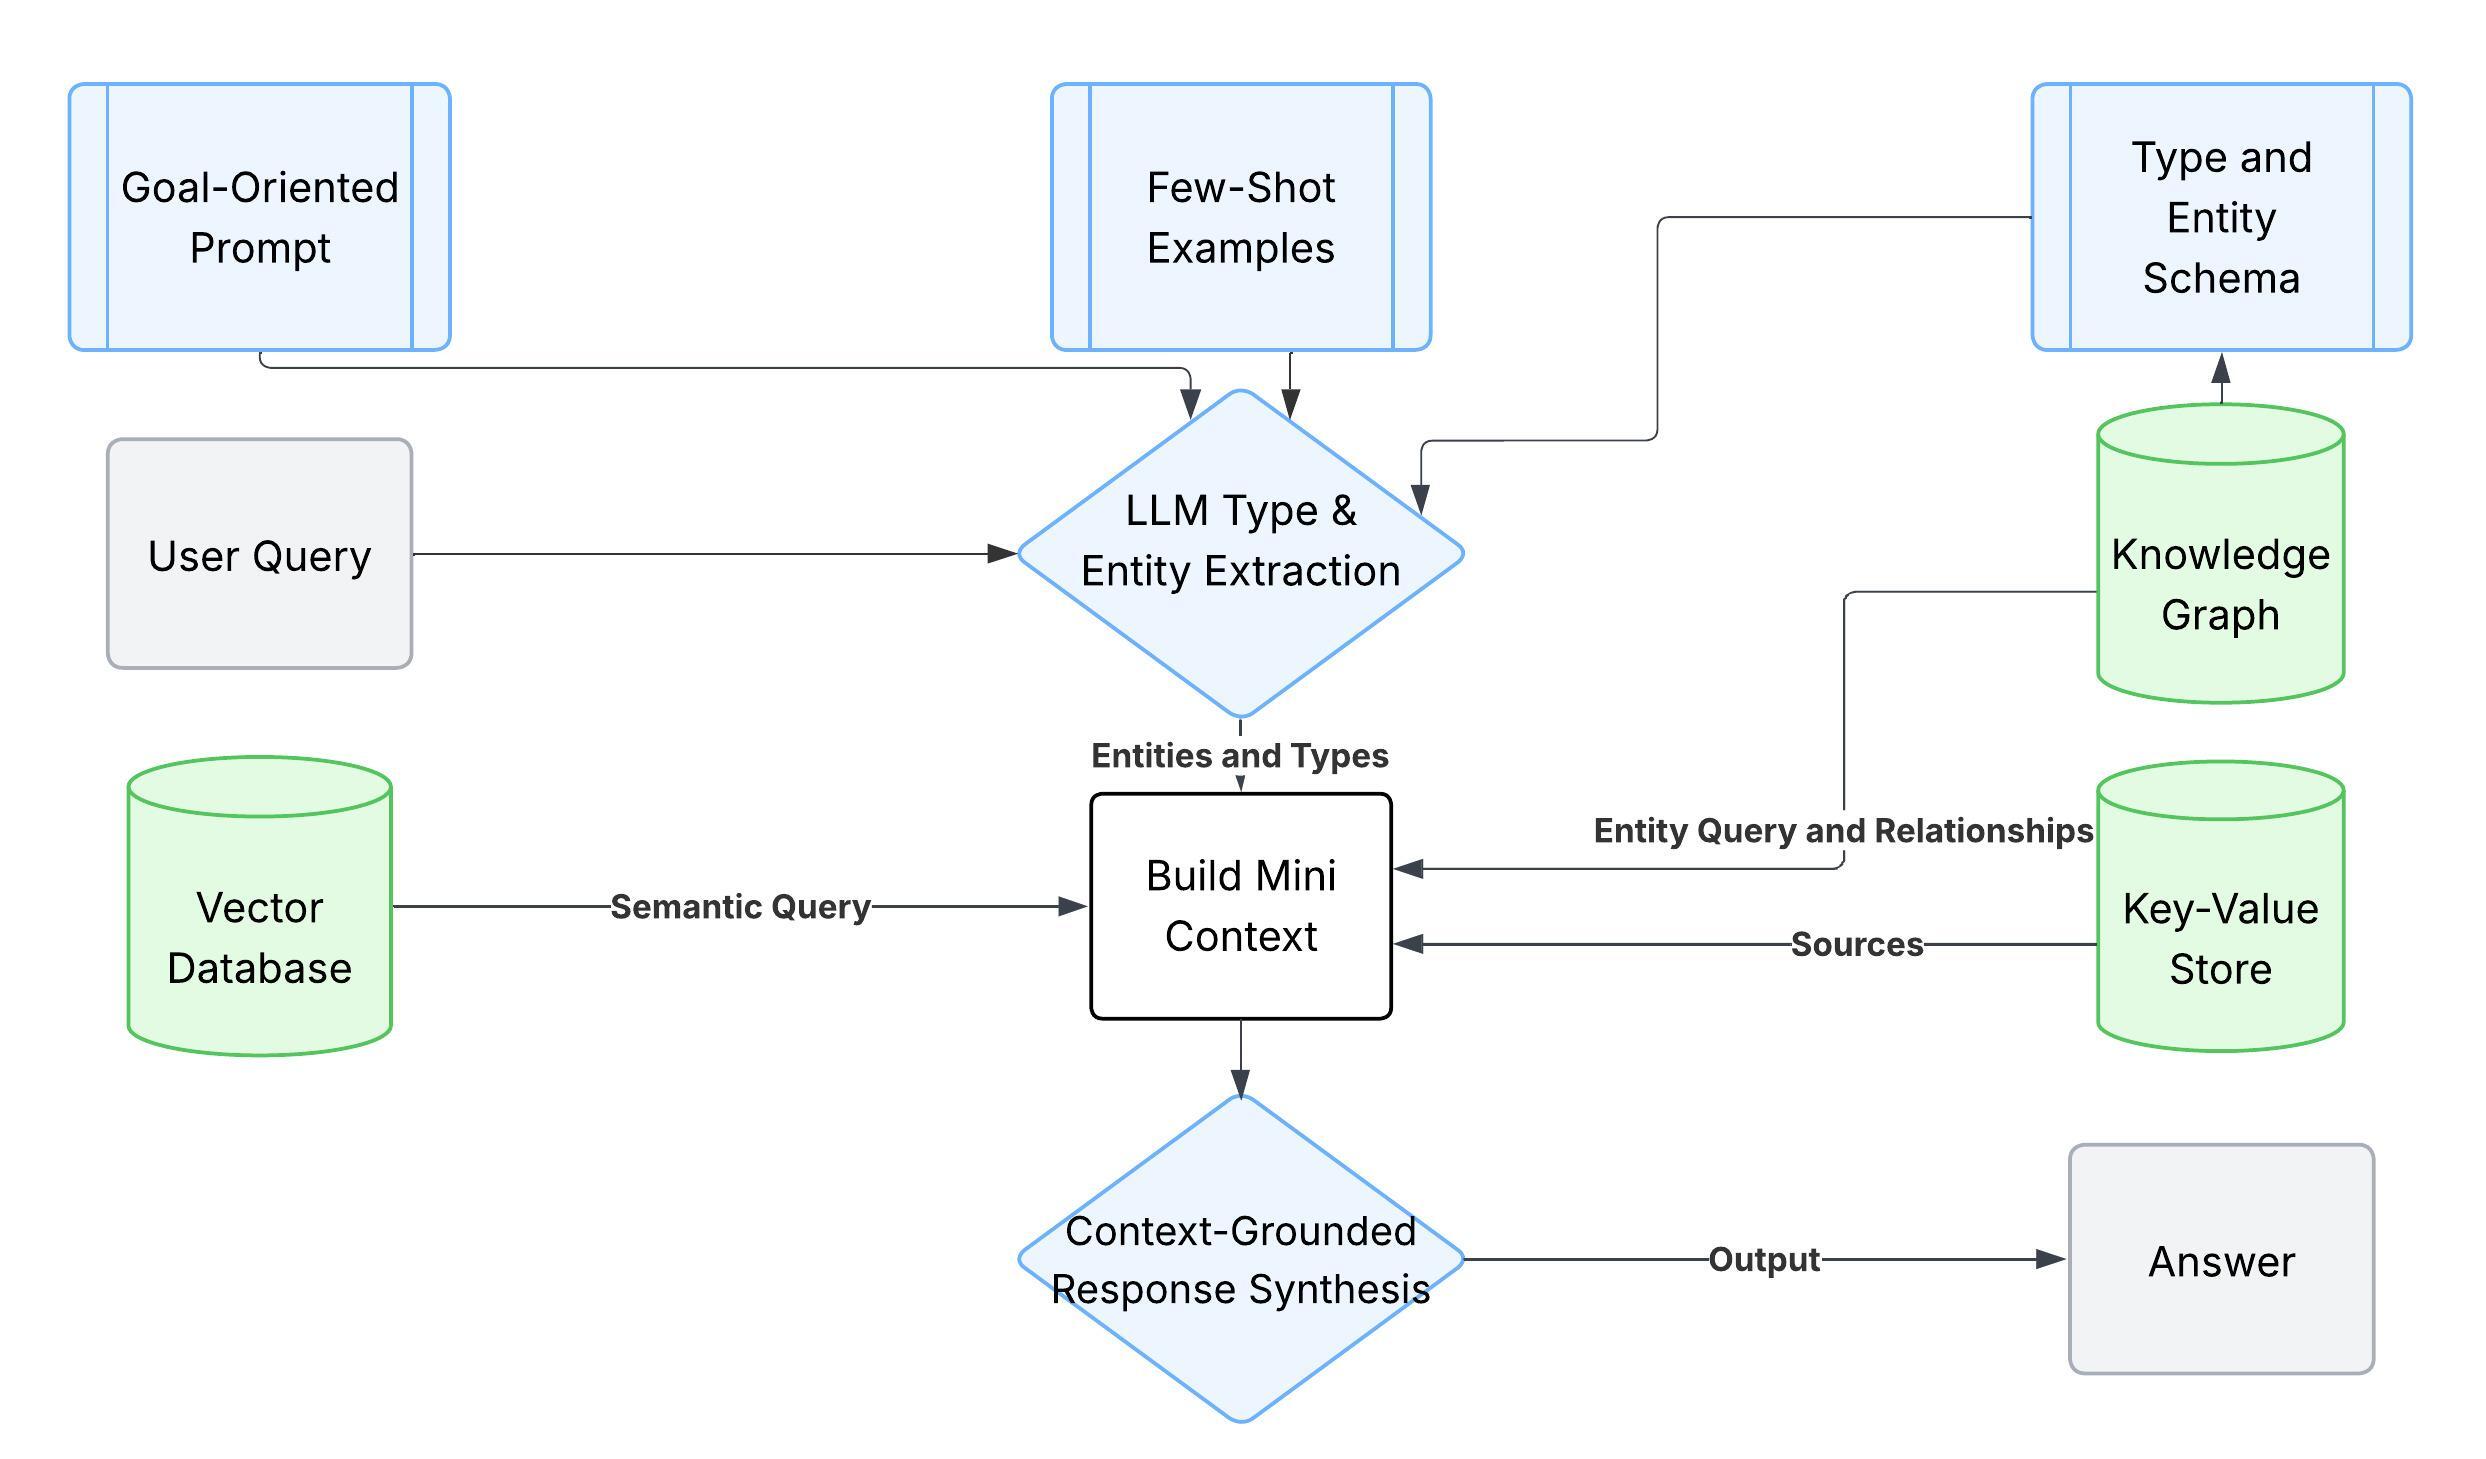 Goal-Oriented
Prompt
Few-Shot
Examples
Type and
Entity
Schema
User Query
LLM Type &
Entity Extraction
Knowledge
Graph
Entities and Types
Vector
Database
Semantic Query
Build Mini
Context
Entity Query and Relationships
Sources
Key-Value
Store
Context-Grounded
Response Synthesis
Output
Answer